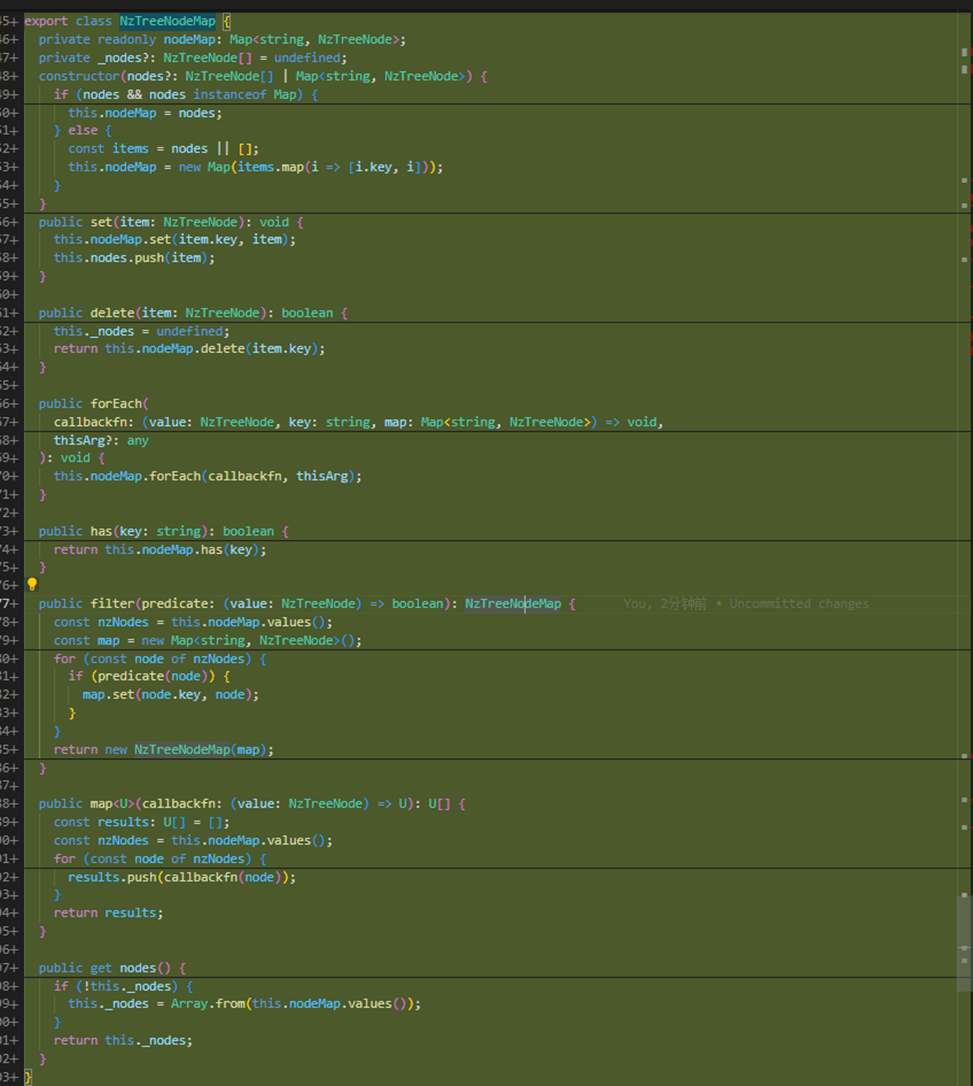 45+ export class NzTreeNodeMap {
46+ private readonly nodeMap: Map<string, NzTreeNode>;
47+ private _nodes?: NzTreeNode[] = undefined;
48+ constructor(nodes?: NzTreeNode[] | Map<string, NzTreeNode>) {
49+ if (nodes && nodes instanceof Map) {
50+ this.nodeMap = nodes;
51+ } else {
52+ const items = nodes || [];
53+ this.nodeMap = new Map(items.map(i => [i.key, i]));
54+ }
55+ }
56+ public set(item: NzTreeNode): void {
57+ this.nodeMap.set(item.key, item);
58+ this.nodes.push(item);
59+ }
60+
61+ public delete(item: NzTreeNode): boolean {
62+ this._nodes = undefined;
63+ return this.nodeMap.delete(item.key);
64+ }
65+
66+ public forEach(
67+ callbackfn: (value: NzTreeNode, key: string, map: Map<string, NzTreeNode>) => void,
68+ thisArg?: any
69+ ): void {
70+ this.nodeMap.forEach(callbackfn, thisArg);
71+ }
72+
73+ public has(key: string): boolean {
74+ return this.nodeMap.has(key);
75+ }
76+
77+ public filter(predicate: (value: NzTreeNode) => boolean): NzTreeNodeMap { You, 2分钟前 • Uncommitted changes
78+ const nzNodes = this.nodeMap.values();
79+ const map = new Map<string, NzTreeNode>();
80+ for (const node of nzNodes) {
81+ if (predicate(node)) {
82+ map.set(node.key, node);
83+ }
84+ }
85+ return new NzTreeNodeMap(map);
86+ }
87+
88+ public map<U>(callbackfn: (value: NzTreeNode) => U): U[] {
89+ const results: U[] = [];
90+ const nzNodes = this.nodeMap.values();
91+ for (const node of nzNodes) {
92+ results.push(callbackfn(node));
93+ }
94+ return results;
95+ }
96+
97+ public get nodes() {
98+ if (!this._nodes) {
99+ this._nodes = Array.from(this.nodeMap.values());
00+ }
01+ return this._nodes;
02+ }
03+ }